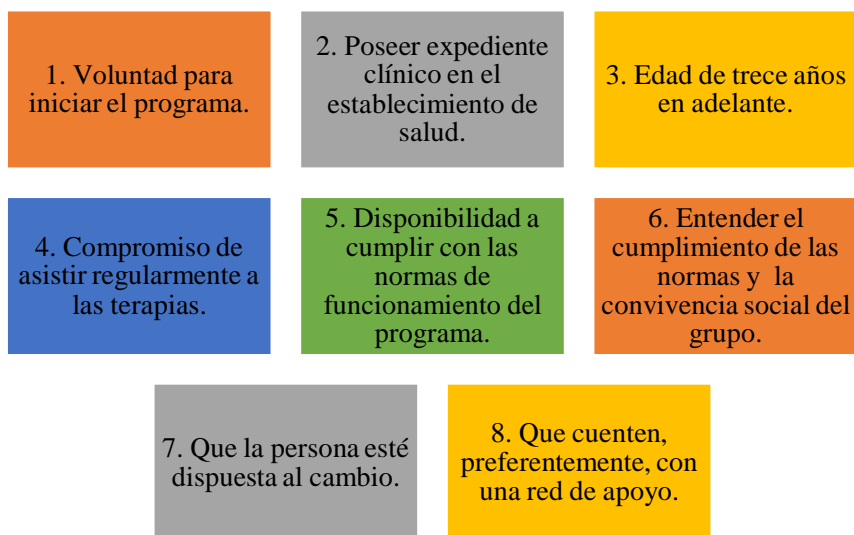 1. Voluntad para
iniciar el programa.
2. Poseer expediente
clínico en el
establecimiento de
salud.
3. Edad de trece años
en adelante.
4. Compromiso de
asistir regularmente a
las terapias.
5. Disponibilidad a
cumplir con las
normas de
funcionamiento del
programa.
6. Entender el
cumplimiento de las
normas y  la
convivencia social del
grupo.
7. Que la persona esté
dispuesta al cambio.
8. Que cuenten,
preferentemente, con
una red de apoyo.